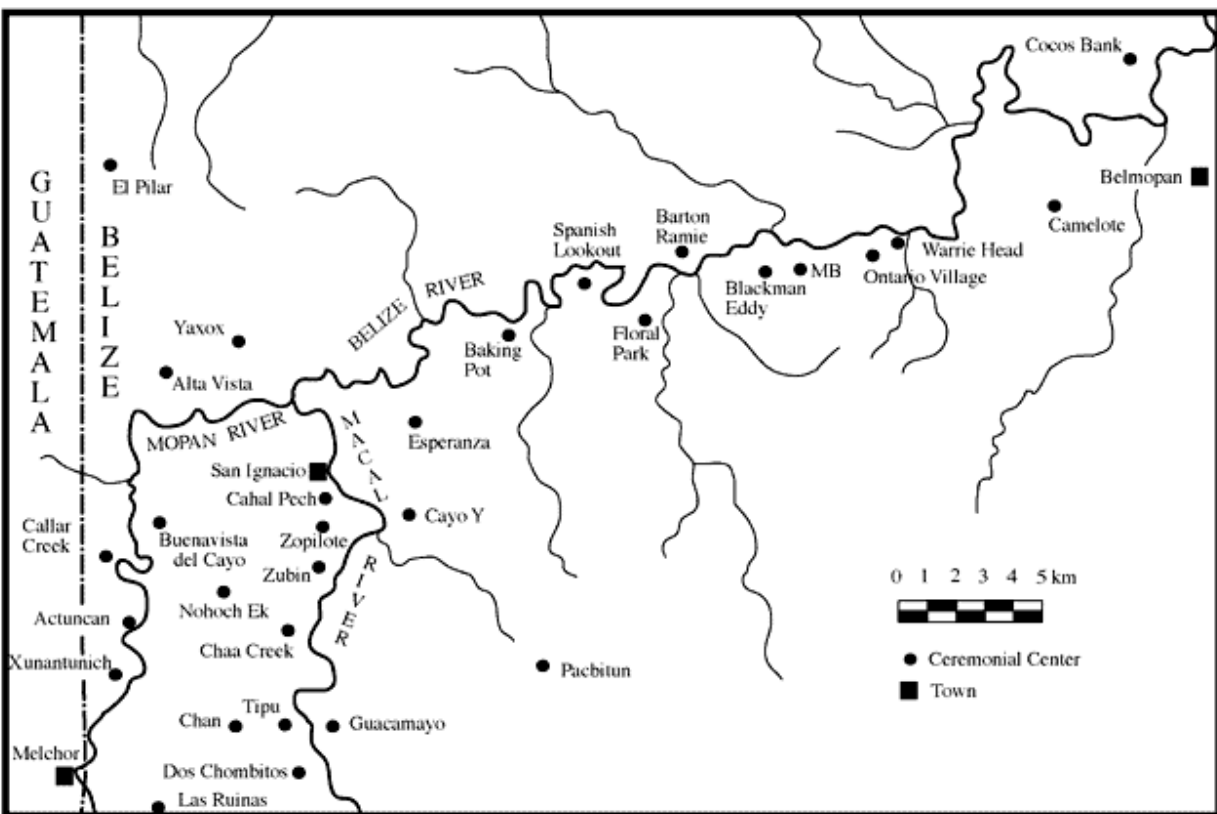 Cocos Bank
GUATEMALA
BELIZE
El Pilar
Belmopan
Camelote
Spanish
Lookout
Barton
Ramie
Warrie Head
Ontario Village
MB
Blackman
Eddy
BELIZE RIVER
Yaxox
Alta Vista
Baking
Pot
Floral
Park
MOPAN RIVER
MACAL RIVER
Esperanza
San Ignacio
Cahal Pech
Cayo Y
Callar
Creek
Buenavista
del Cayo
Zopilote
Zubin
Nohoch Ek
Actuncan
Chaa Creek
Xunantunich
Pacbitun
0 1 2 3 4 5 km
Ceremonial Center
Town
Chan
Tipu
Guacamayo
Melchor
Dos Chombitos
Las Ruinas